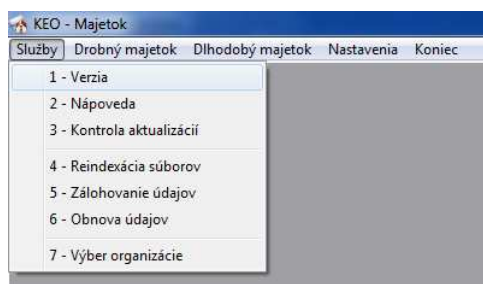 KEO - Majetok
Služby Drobný majetok Dlhodobý majetok Nastavenia Koniec
1 - Verzia
2 - Nápoveda
3 - Kontrola aktualizácií
4 - Reindexácia súborov
5 - Zálohovanie údajov
6 - Obnova údajov
7 - Výber organizácie